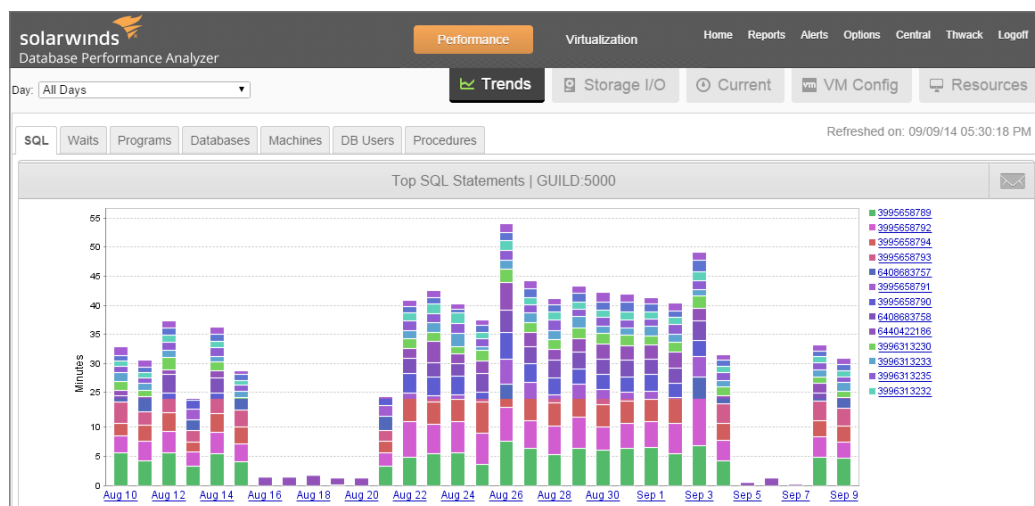 solarwinds
Database Performance Analyzer
Performance
Virtualization
Home Reports Alerts Options Central Thwack Logoff
Day: All Days
Trends
Storage I/O
Current
vm VM Config
Resources
SQL Waits Programs Databases Machines DB Users Procedures
Refreshed on: 09/09/14 05:30:18 PM
Top SQL Statements | GUILD:5000
Minutes
55
50
45
40
35
30
25
10
5
0
Aug 10 Aug 12 Aug 14 Aug 16 Aug 18 Aug 20 Aug 22 Aug 24 Aug 26 Aug 28 Aug 30 Sep 1 Sep 3 Sep 5 Sep 7 Sep 9
3995658789
3995658792
3995658794
3995658793
6408683757
3995658791
3995658790
6408683758
6440422186
3996313230
3996313233
3996313235
3996313232